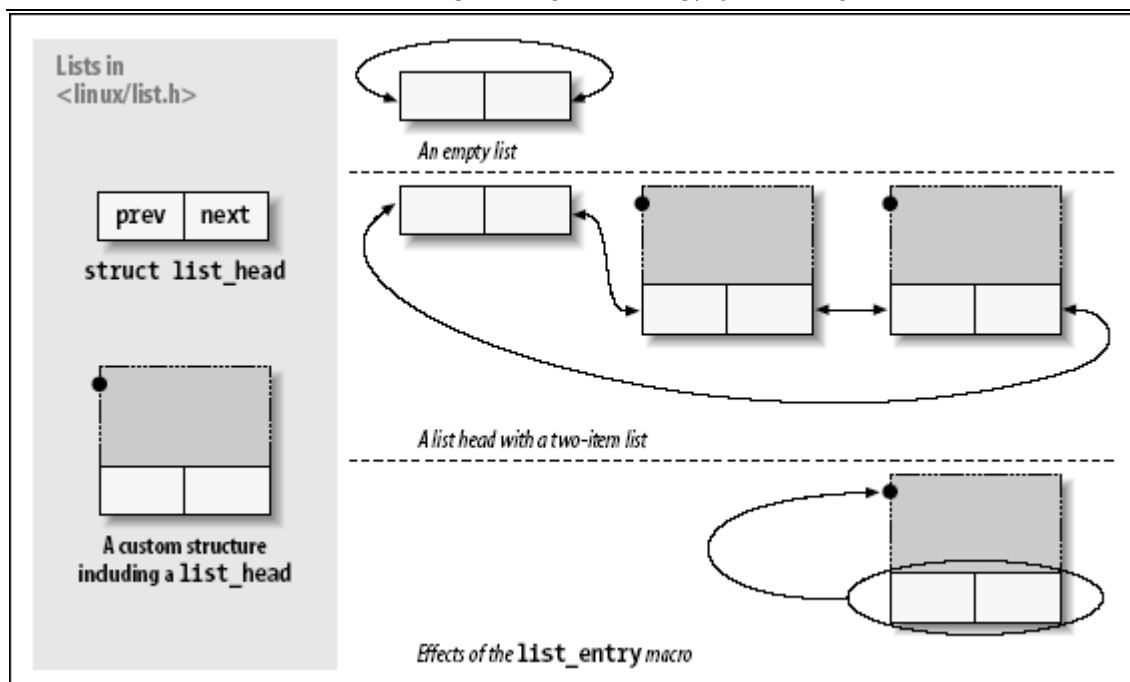 Lists in
<linux/list.h>
prev next
struct list_head
A custom structure
including a list_head
An empty list
A list head with a two-item list
Effects of the list_entry macro